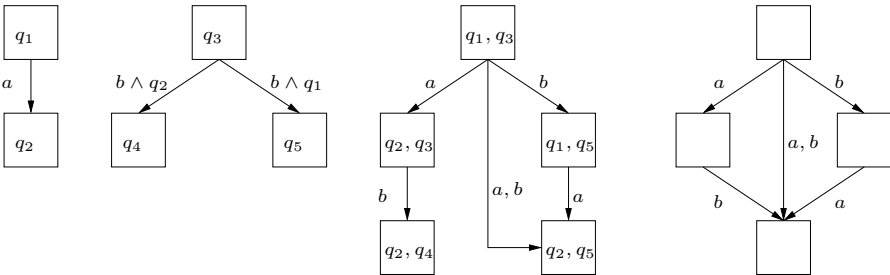 q₁
a
q₂
q₃
b ∧ q₂
b ∧ q₁
q₄
q₅
q₁, q₃
a
b
q₂, q₃
q₁, q₅
b
a, b
a
q₂, q₄
q₂, q₅
a
b
a, b
b
a